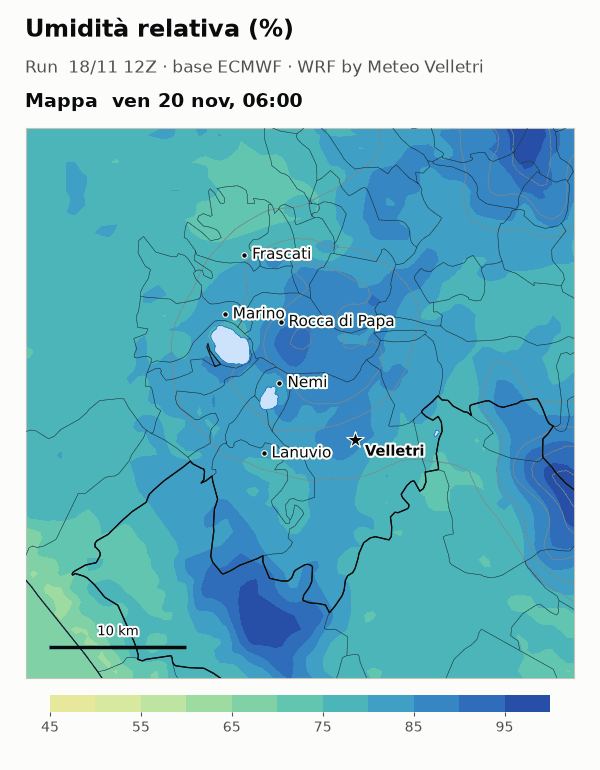 Umidità relativa (%)
Run  18/11 12Z · base ECMWF · WRF by Meteo Velletri
Mappa  ven 20 nov, 06:00
Frascati
Marino
Rocca di Papa
Nemi
Velletri
Lanuvio
10 km
45 55 65 75 85 95